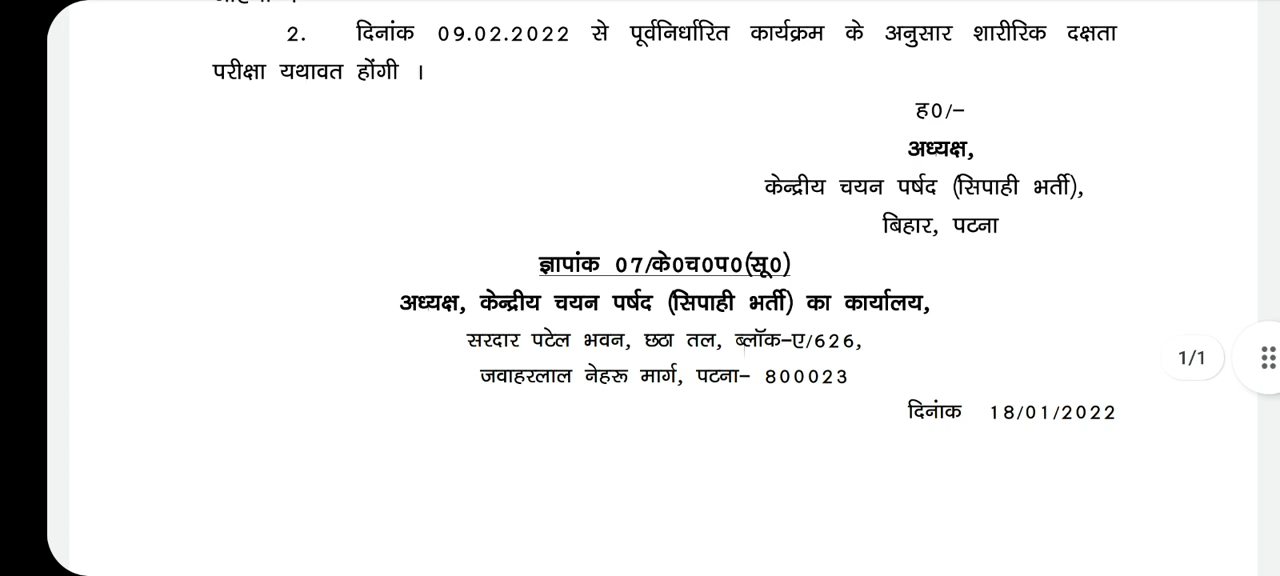 2. दिनांक 09.02.2022 से पूर्वनिर्धारित कार्यक्रम के अनुसार शारीरिक दक्षता
परीक्षा यथावत होंगी ।
ह0/-
अध्यक्ष,
केन्द्रीय चयन पर्षद (सिपाही भर्ती),
बिहार, पटना
ज्ञापांक 07/के0च0प0(सू0)
अध्यक्ष, केन्द्रीय चयन पर्षद (सिपाही भर्ती) का कार्यालय,
सरदार पटेल भवन, छठा तल, ब्लॉक-ए/626,
जवाहरलाल नेहरू मार्ग, पटना- 800023
1/1
दिनांक 18/01/2022